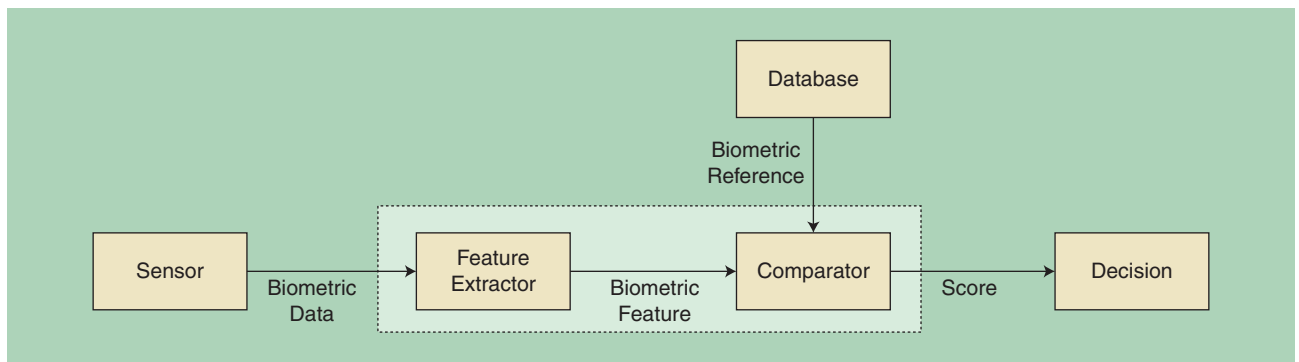 Database
Biometric
Reference
Sensor
Biometric
Data
Feature
Extractor
Biometric
Feature
Comparator
Score
Decision